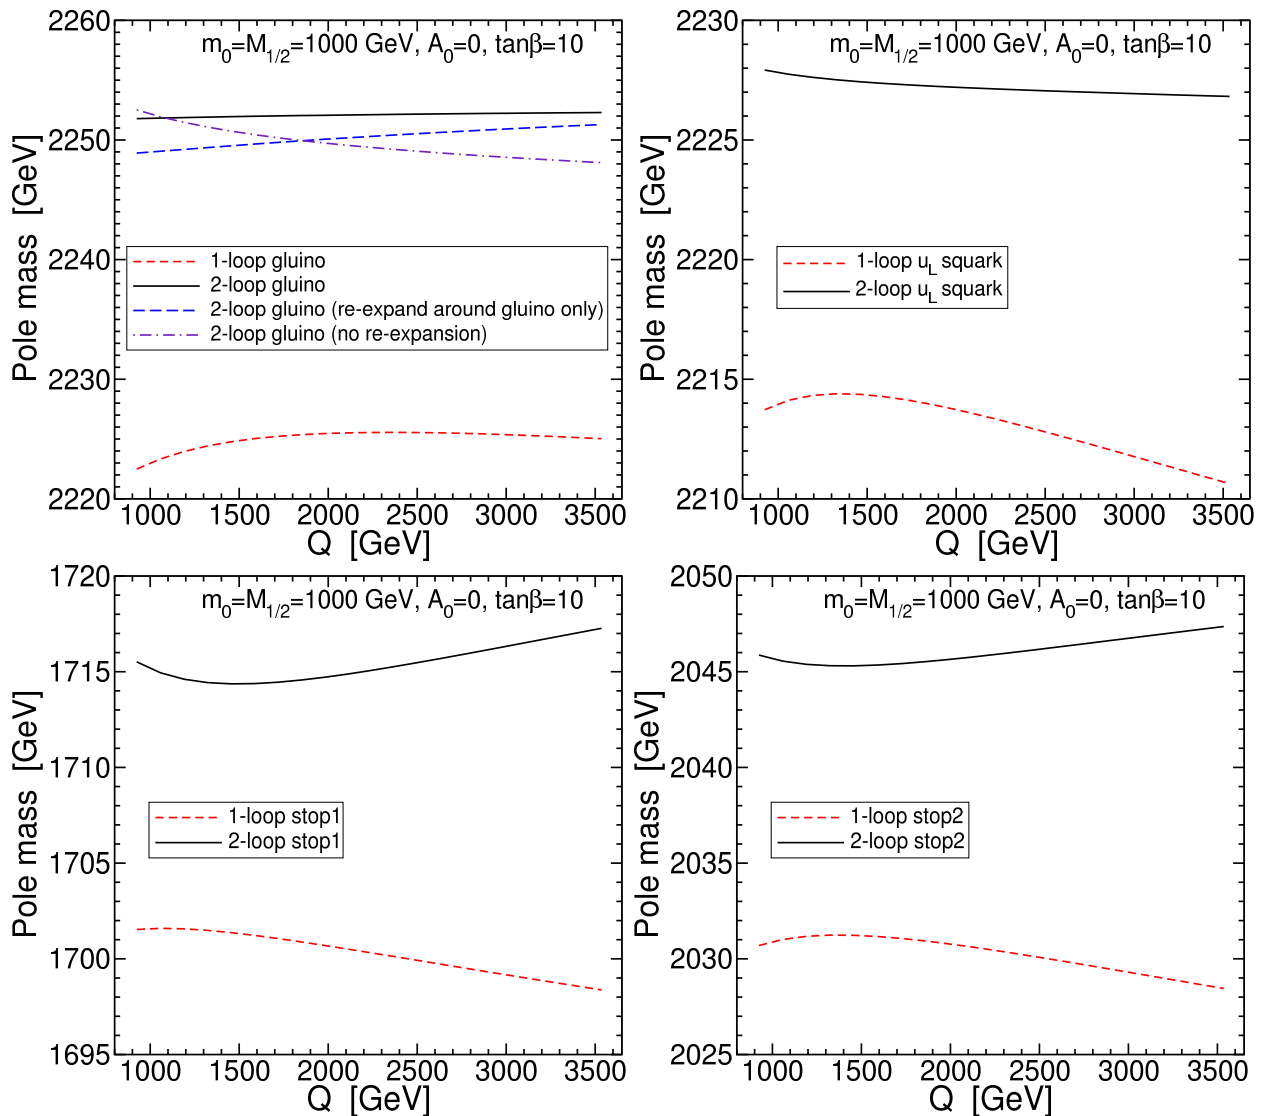 m0=M1/2=1000 GeV, A0=0, tanβ=10
2260
2250
2240
2230
2220
Pole mass [GeV]
1-loop gluino
2-loop gluino
2-loop gluino (re-expand around gluino only)
2-loop gluino (no re-expansion)
1000 1500 2000 2500 3000 3500
Q [GeV]
m0=M1/2=1000 GeV, A0=0, tanβ=10
2230
2225
2220
2215
2210
Pole mass [GeV]
1-loop uL squark
2-loop uL squark
1000 1500 2000 2500 3000 3500
Q [GeV]
m0=M1/2=1000 GeV, A0=0, tanβ=10
1720
1715
1710
1705
1700
1695
Pole mass [GeV]
1-loop stop1
2-loop stop1
1000 1500 2000 2500 3000 3500
Q [GeV]
m0=M1/2=1000 GeV, A0=0, tanβ=10
2050
2045
2040
2035
2030
2025
Pole mass [GeV]
1-loop stop2
2-loop stop2
1000 1500 2000 2500 3000 3500
Q [GeV]